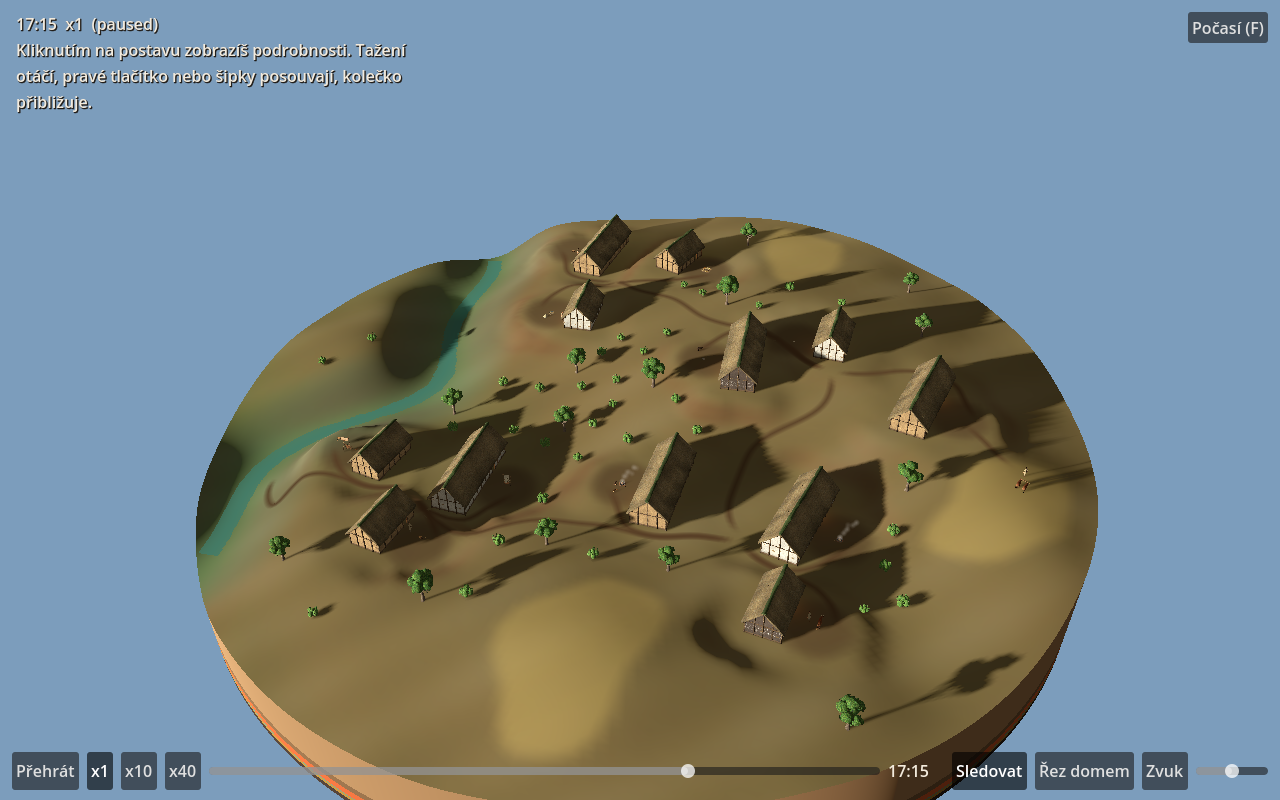 17:15 x1 (paused)
Kliknutím na postavu zobrazíš podrobnosti. Tažení
otáčí, pravé tlačítko nebo šipky posouvají, kolečko
přibližuje.
Počasí (F)
Přehrát
x1
x10
x40
17:15
Sledovat
Řez domem
Zvuk